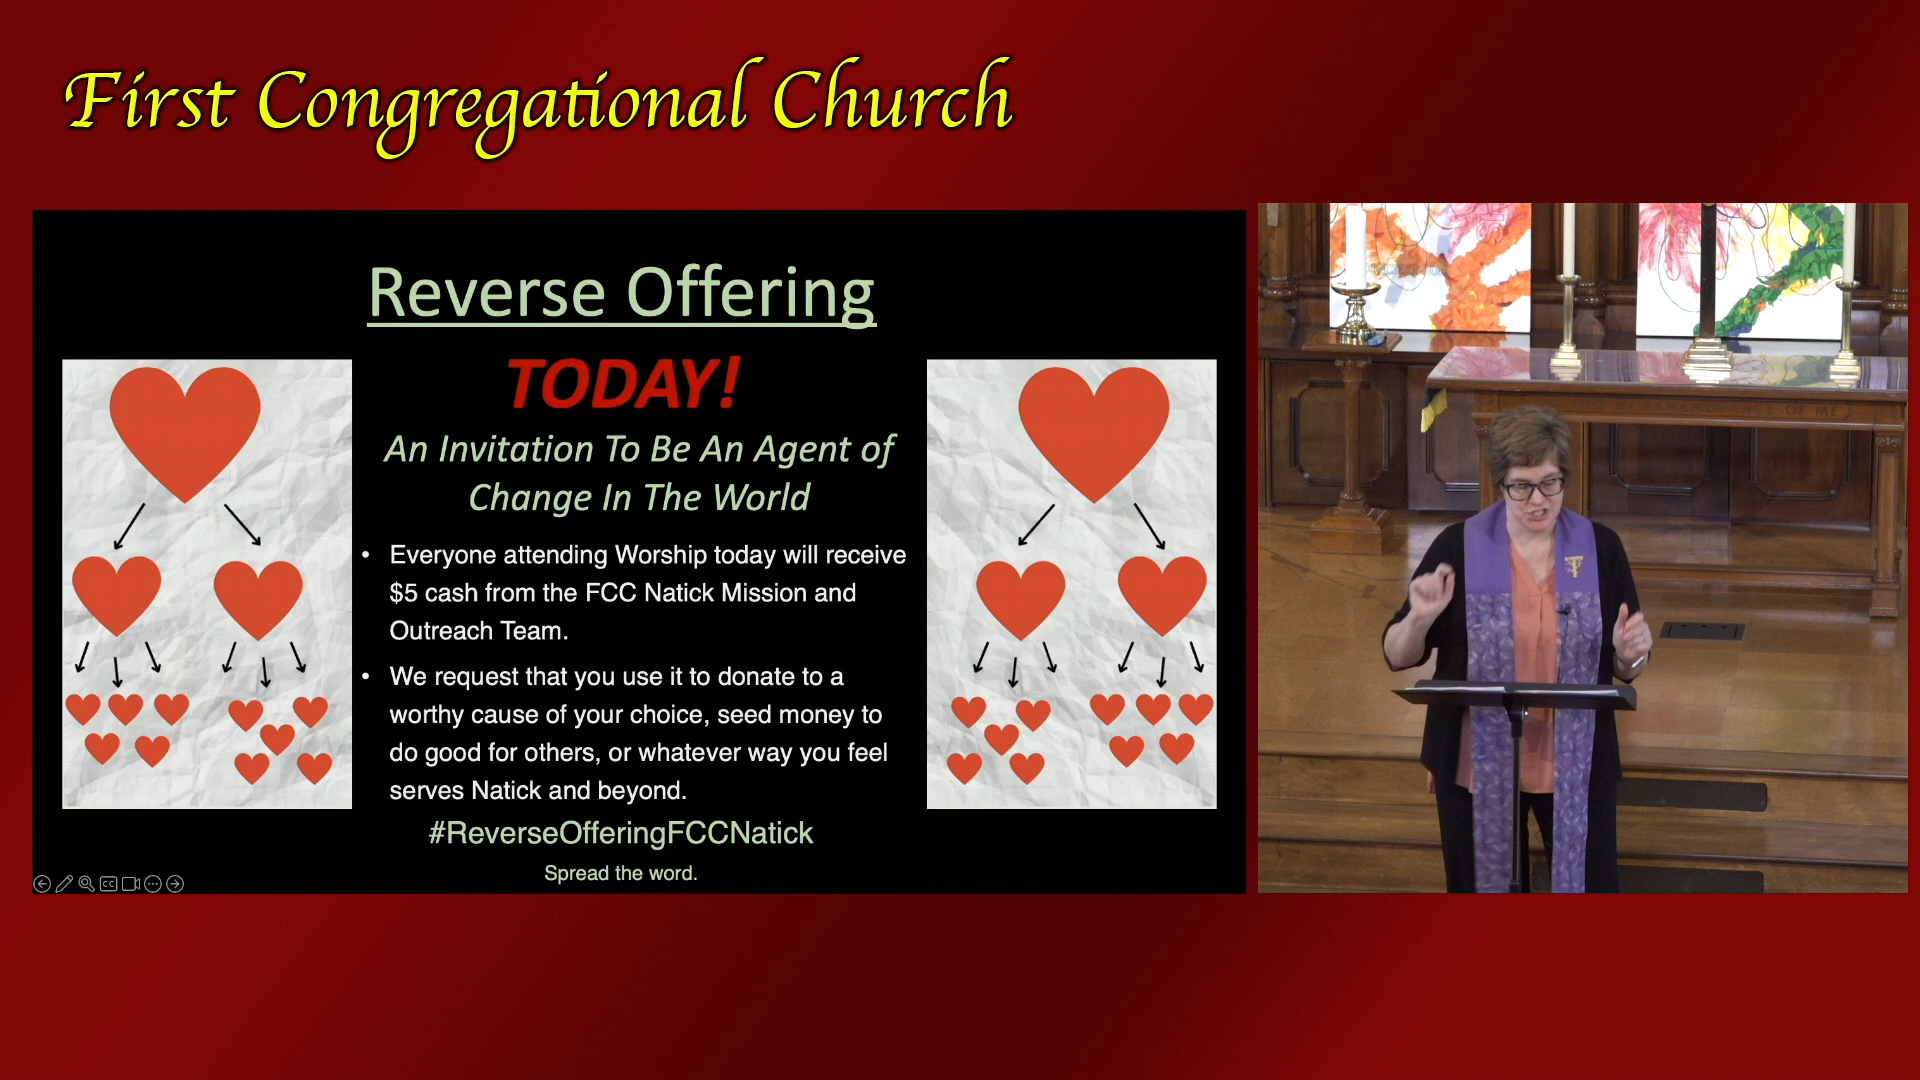 First Congregational Church
Reverse Offering
TODAY!
An Invitation To Be An Agent of
Change In The World
• Everyone attending Worship today will receive
$5 cash from the FCC Natick Mission and
Outreach Team.
• We request that you use it to donate to a
worthy cause of your choice, seed money to
do good for others, or whatever way you feel
serves Natick and beyond.
#ReverseOfferingFCCNatick
Spread the word.
CC
OF ME